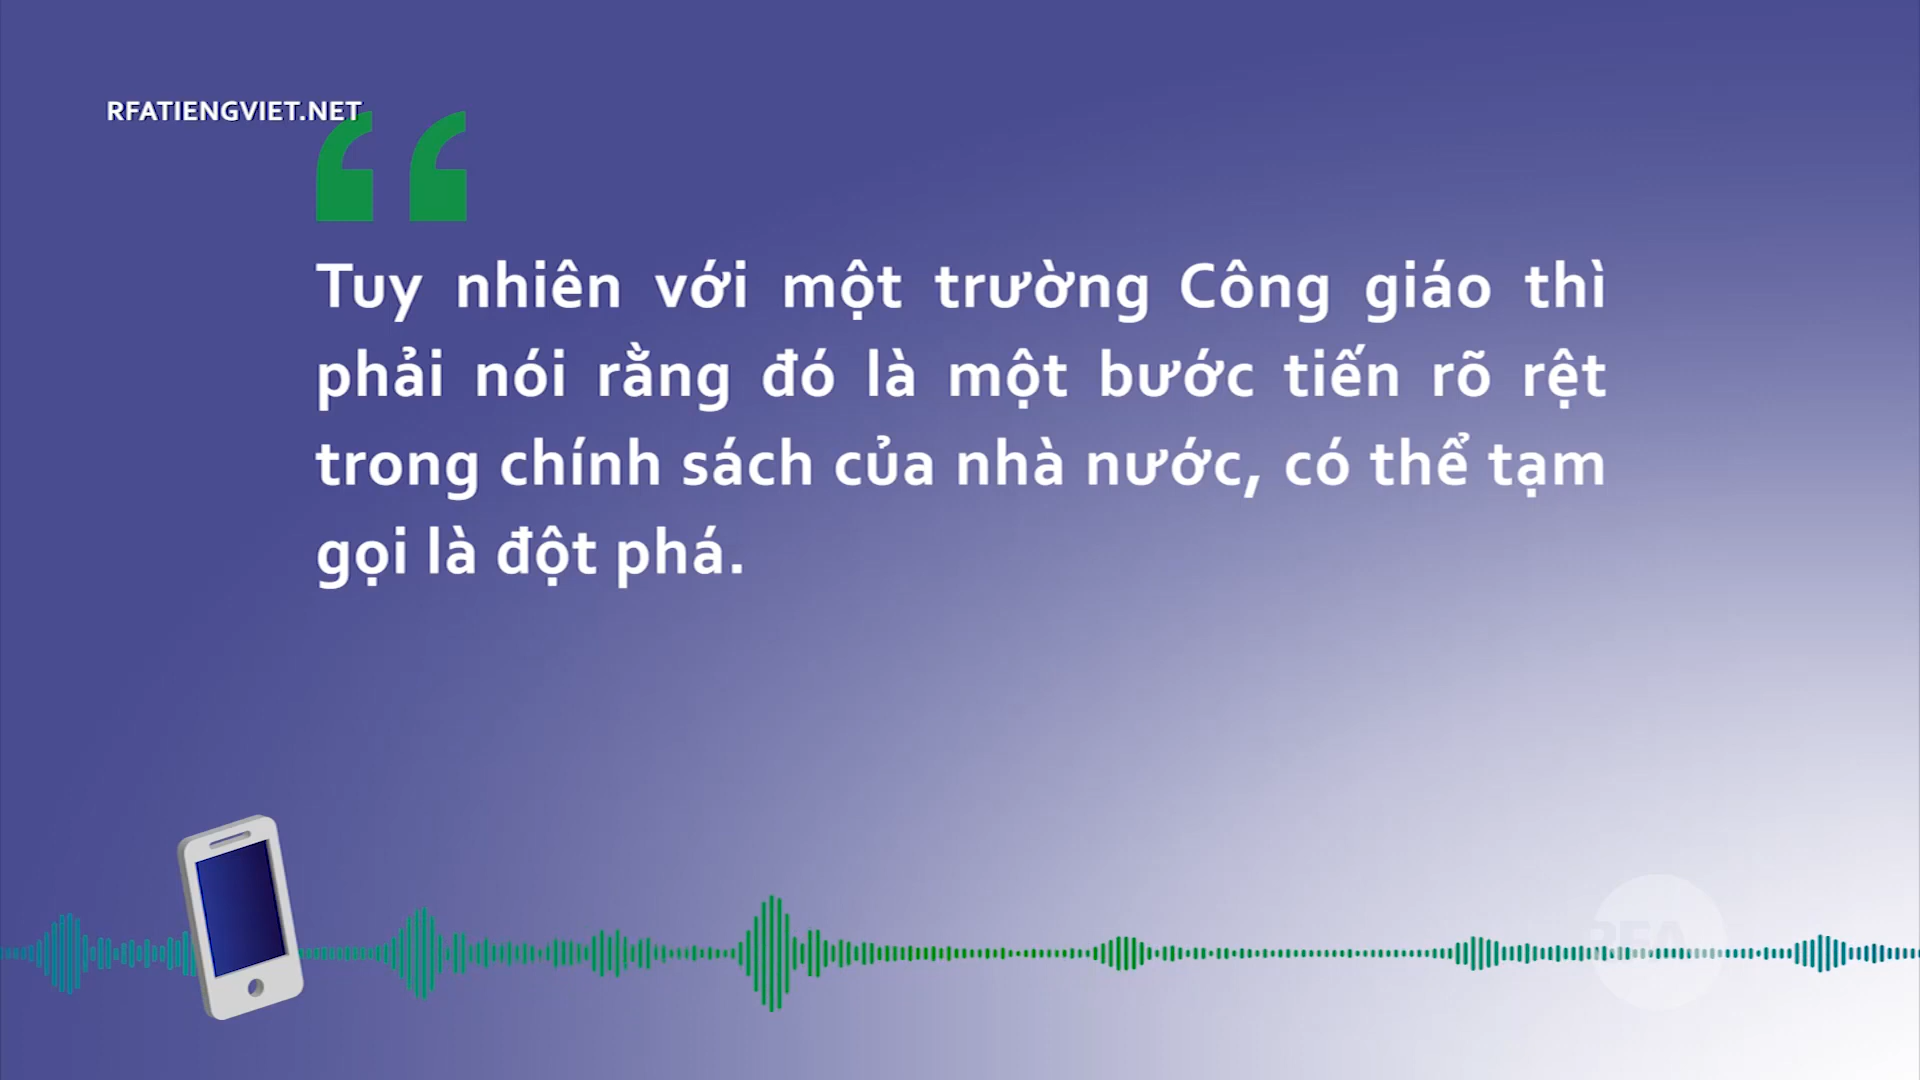 RFATIENGVIET.NET
Tuy nhiên với một trường Công giáo thì
phải nói rằng đó là một bước tiến rõ rệt
trong chính sách của nhà nước, có thể tạm
gọi là đột phá.
RFA